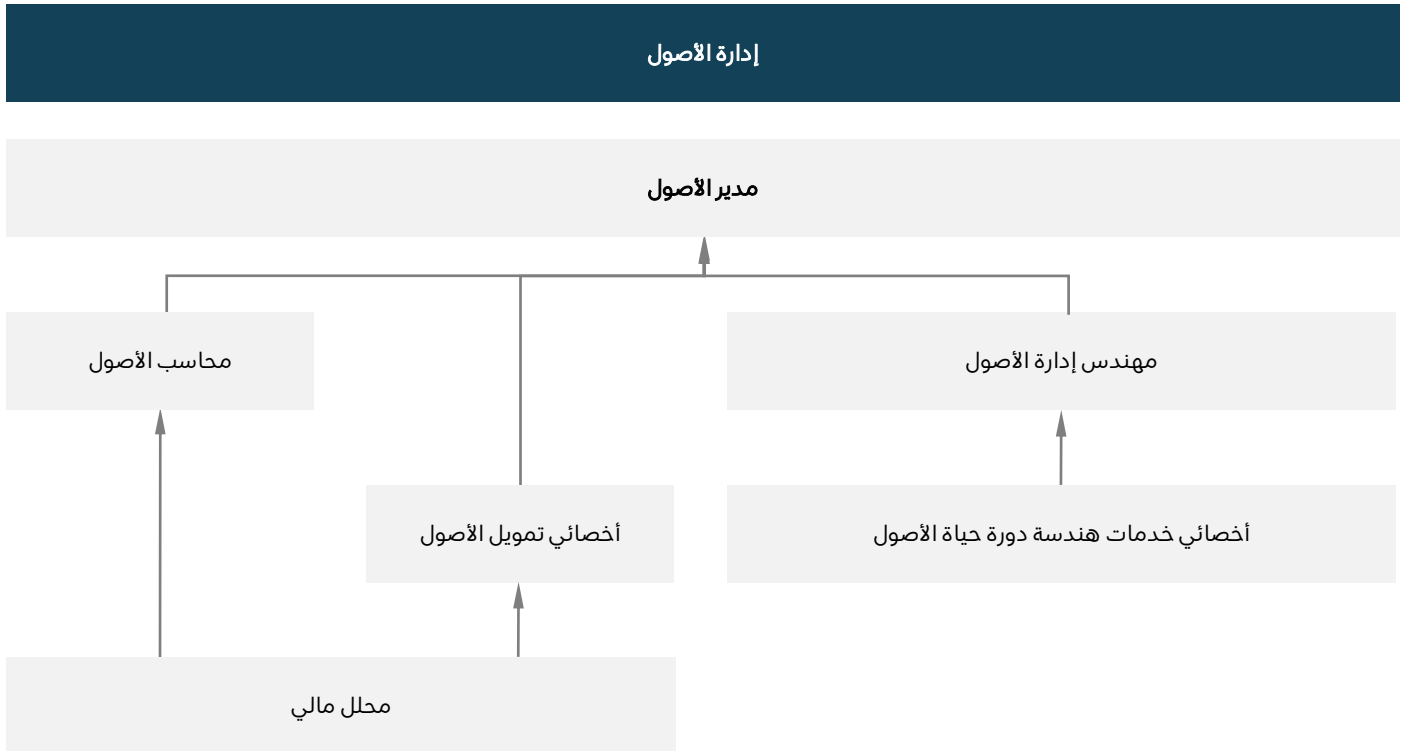 إدارة الأصول
مدير الأصول
مهندس إدارة الأصول
محاسب الأصول
أخصائي خدمات هندسة دورة حياة الأصول
أخصائي تمويل الأصول
محلل مالي